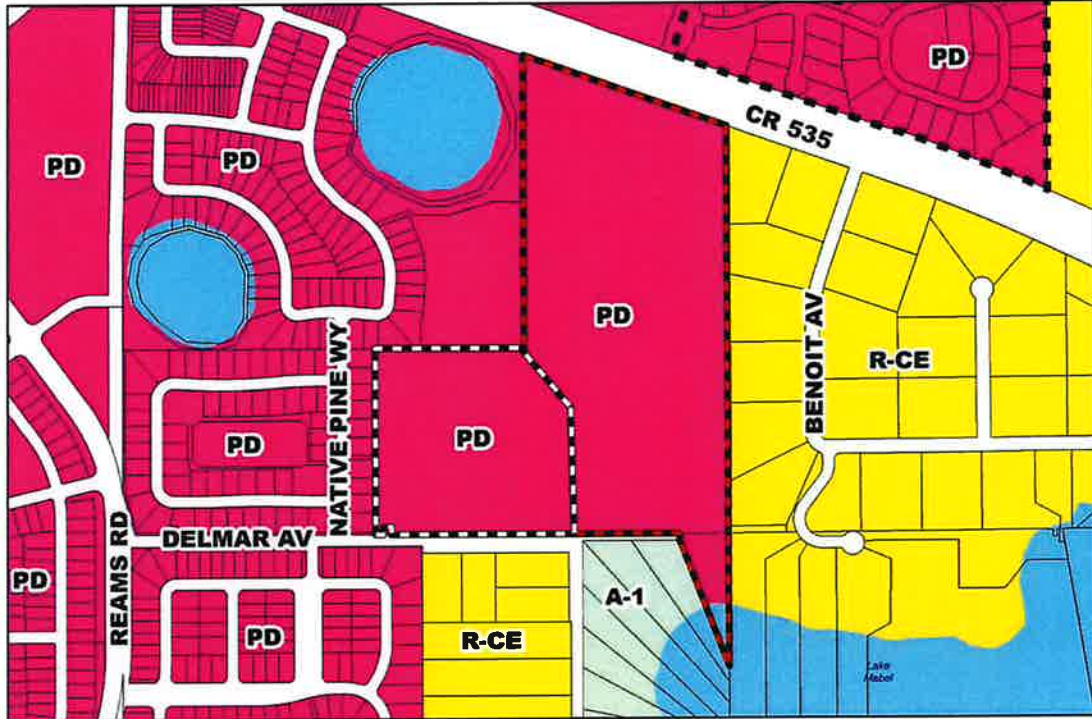 PD
CR 535
PD
PD
PD
R-CE
BENOIT AV
NATIVE PINE WY
PD
PD
DELMAR AV
REAMS RD
PD
A-1
PD
R-CE
Lake
Mabel